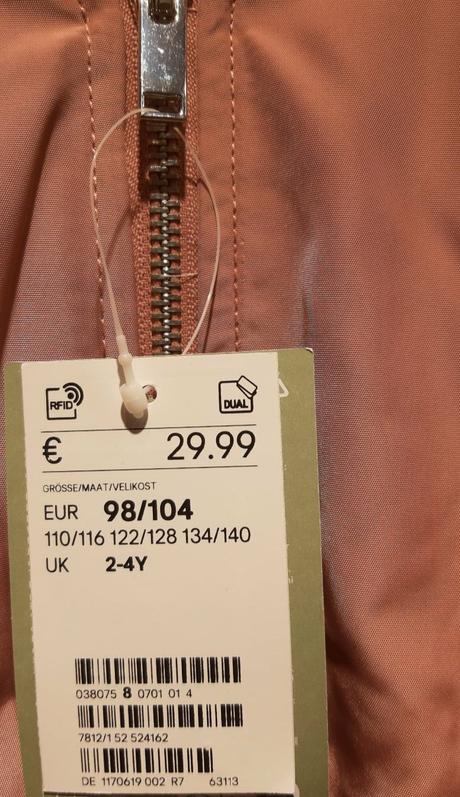 RFID
DUAL
€ 29.99
GRÖSSE/MAAT/VELIKOST
EUR 98/104
110/116 122/128 134/140
UK 2-4Y
038075 8 0701 01 4
7812/1 52 524162
DE 1170619 002 R7 63113